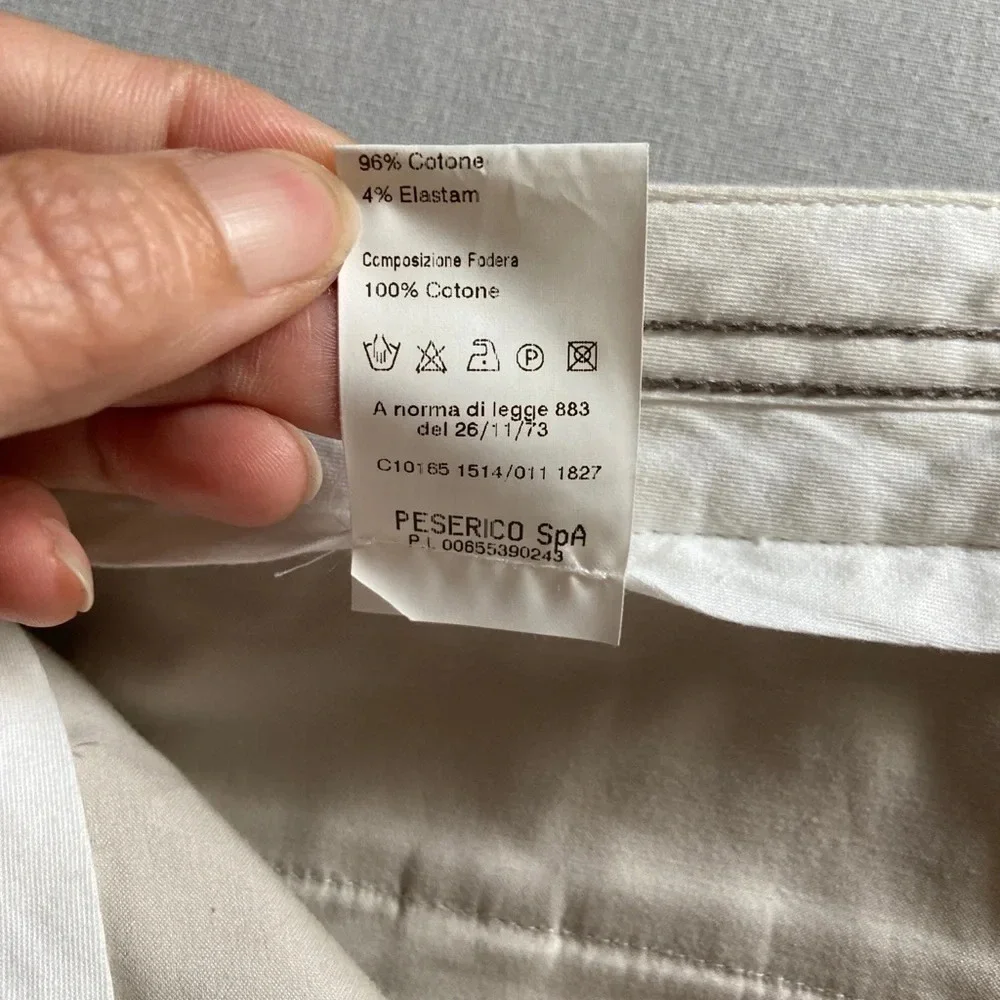 96% Cotone
4% Elastam
Composizione Fodera
100% Cotone
P
A norma di legge 883
del 26/11/73
C10165 1514/011 1827
PESERICO SpA
P.I. 00655390243